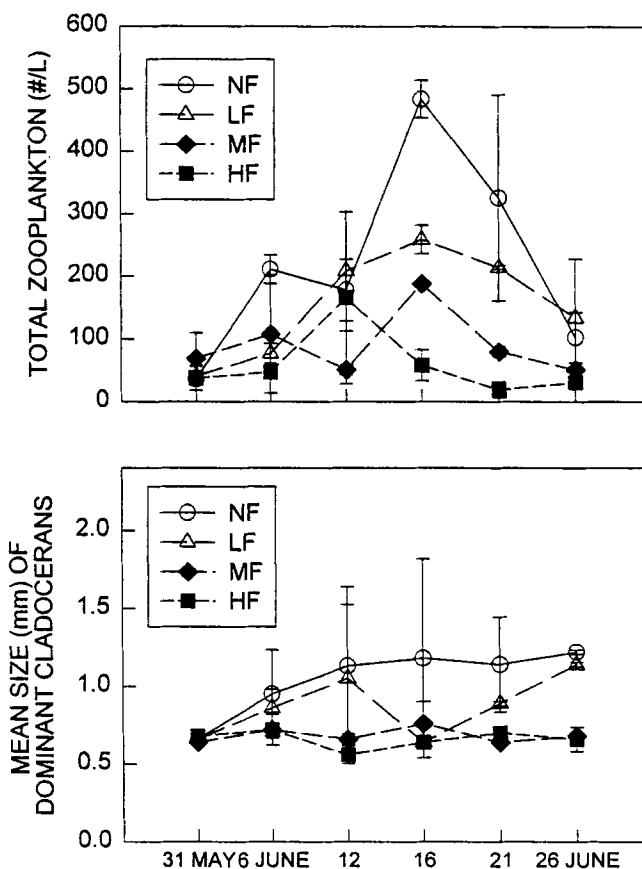 TOTAL ZOOPLANKTON (#/L)
600
500
400
300
200
100
0
NF
LF
MF
HF
MEAN SIZE (mm) OF
DOMINANT CLADOCERANS
2.0
1.5
1.0
0.5
0.0
NF
LF
MF
HF
31 MAY 6 JUNE 12 16 21 26 JUNE